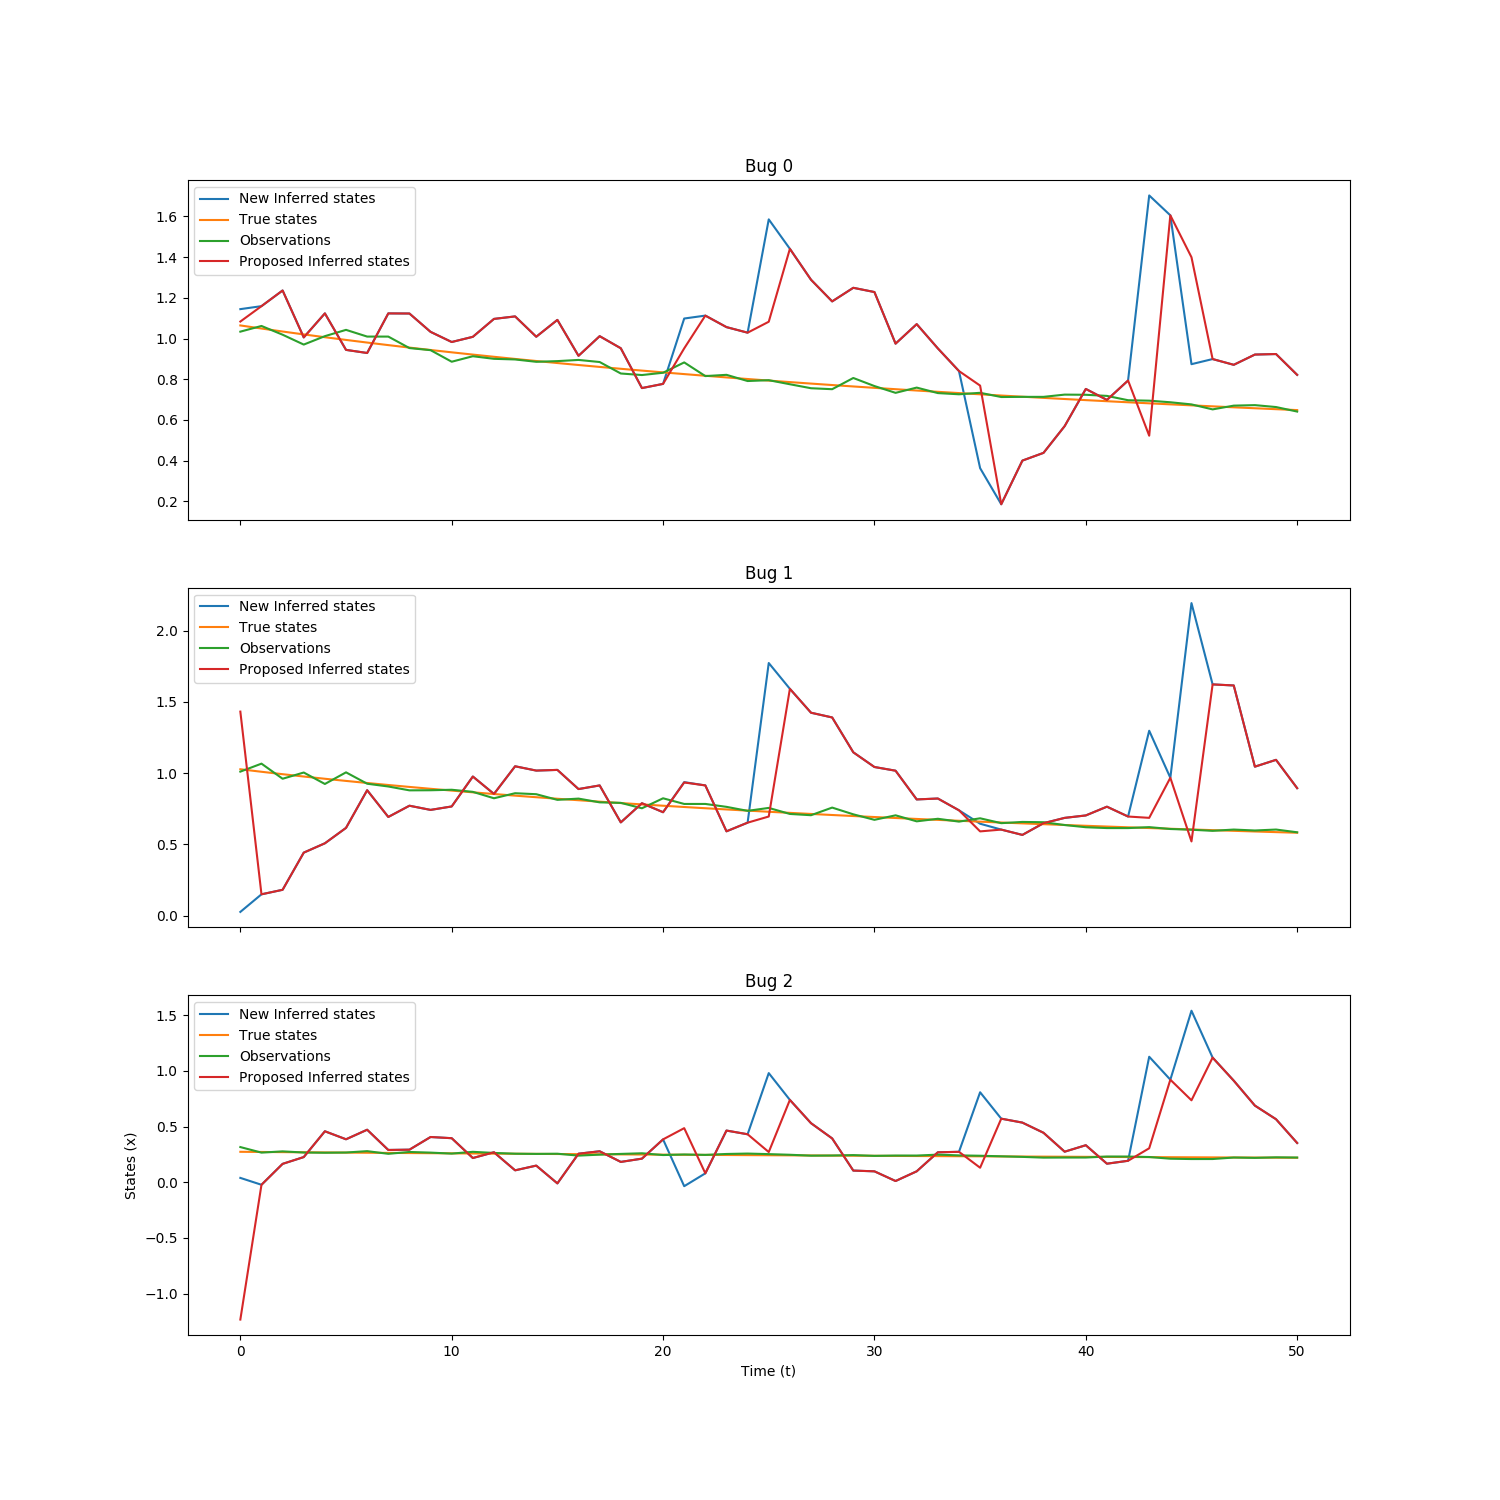 Bug 0
New Inferred states
True states
Observations
Proposed Inferred states
1.6
1.4
1.2
1.0
0.8
0.6
0.4
0.2
Bug 1
New Inferred states
True states
Observations
Proposed Inferred states
2.0
1.5
1.0
0.5
0.0
Bug 2
New Inferred states
True states
Observations
Proposed Inferred states
1.5
1.0
0.5
0.0
−0.5
−1.0
States (x)
0 10 20 30 40 50
Time (t)